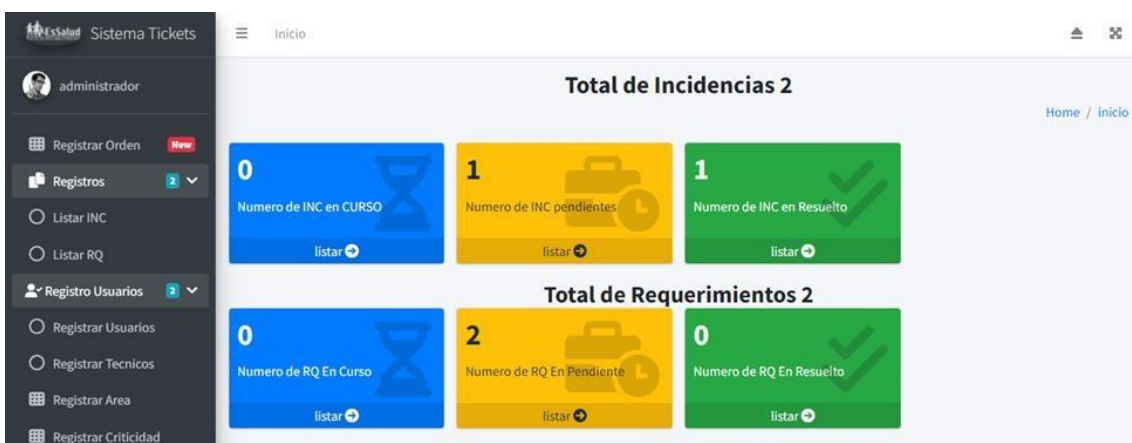 EsSalud Sistema Tickets
administrador
Registrar Orden New
Registros 2
Listar INC
Listar RQ
Registro Usuarios 2
Registrar Usuarios
Registrar Tecnicos
Registrar Area
Registrar Criticidad
Inicio
Total de Incidencias 2
Home / inicio
0
Numero de INC en CURSO
listar
1
Numero de INC pendientes
listar
1
Numero de INC en Resuelto
listar
Total de Requerimientos 2
0
Numero de RQ En Curso
listar
2
Numero de RQ En Pendiente
listar
0
Numero de RQ En Resuelto
listar